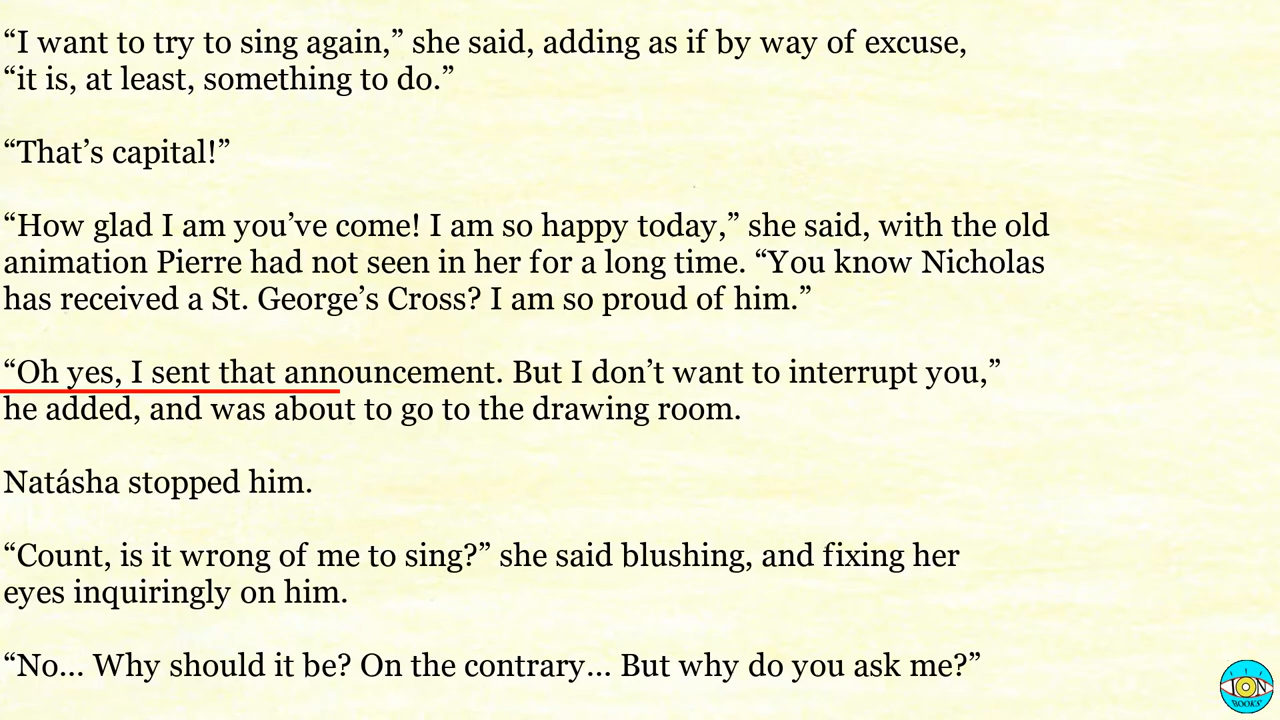 “I want to try to sing again,” she said, adding as if by way of excuse,
“it is, at least, something to do.”
“That’s capital!”
“How glad I am you’ve come! I am so happy today,” she said, with the old
animation Pierre had not seen in her for a long time. “You know Nicholas
has received a St. George’s Cross? I am so proud of him.”
“Oh yes, I sent that announcement. But I don’t want to interrupt you,”
he added, and was about to go to the drawing room.
Natásha stopped him.
“Count, is it wrong of me to sing?” she said blushing, and fixing her
eyes inquiringly on him.
“No... Why should it be? On the contrary... But why do you ask me?”
ION
BOOKS